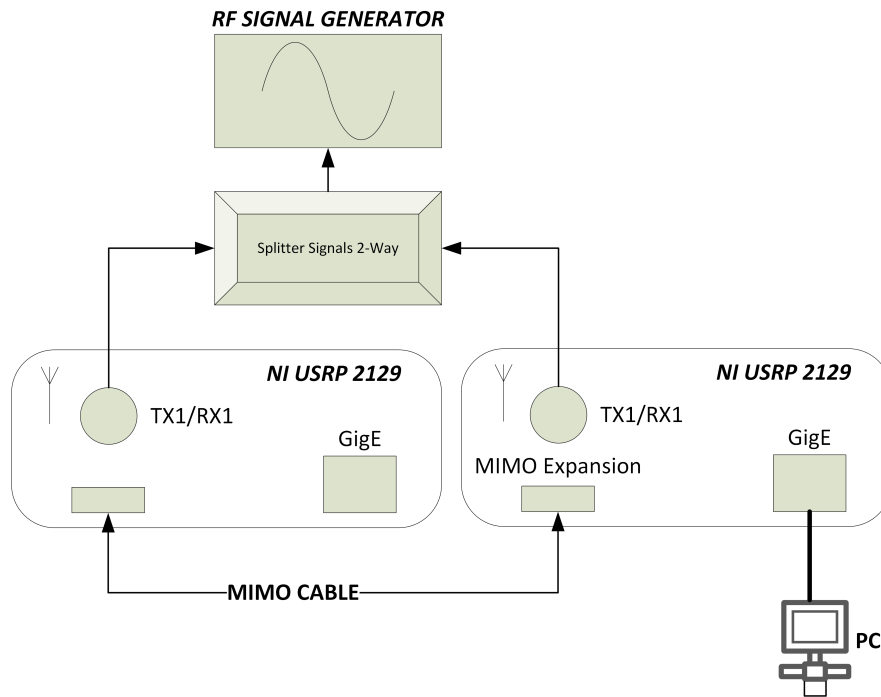 RF SIGNAL GENERATOR
Splitter Signals 2-Way
NI USRP 2129
TX1/RX1
GigE
NI USRP 2129
TX1/RX1
MIMO Expansion
GigE
MIMO CABLE
PC